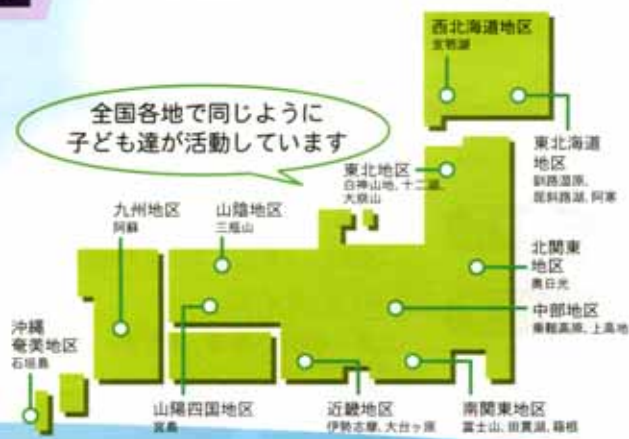 西北海道地区
支笏湖
全国各地で同じように
子ども達が活動しています
東北海道
地区
釧路湿原、
屈斜路湖、阿寒
東北地区
白神山地、十二湖、
大崩山
九州地区
阿蘇
山陰地区
三瓶山
北関東
地区
奥日光
中部地区
乗鞍高原、上高地
沖縄
奄美地区
石垣島
山陽四国地区
宮島
近畿地区
伊勢志摩、大台ヶ原
南関東地区
富士山、田貫湖、箱根